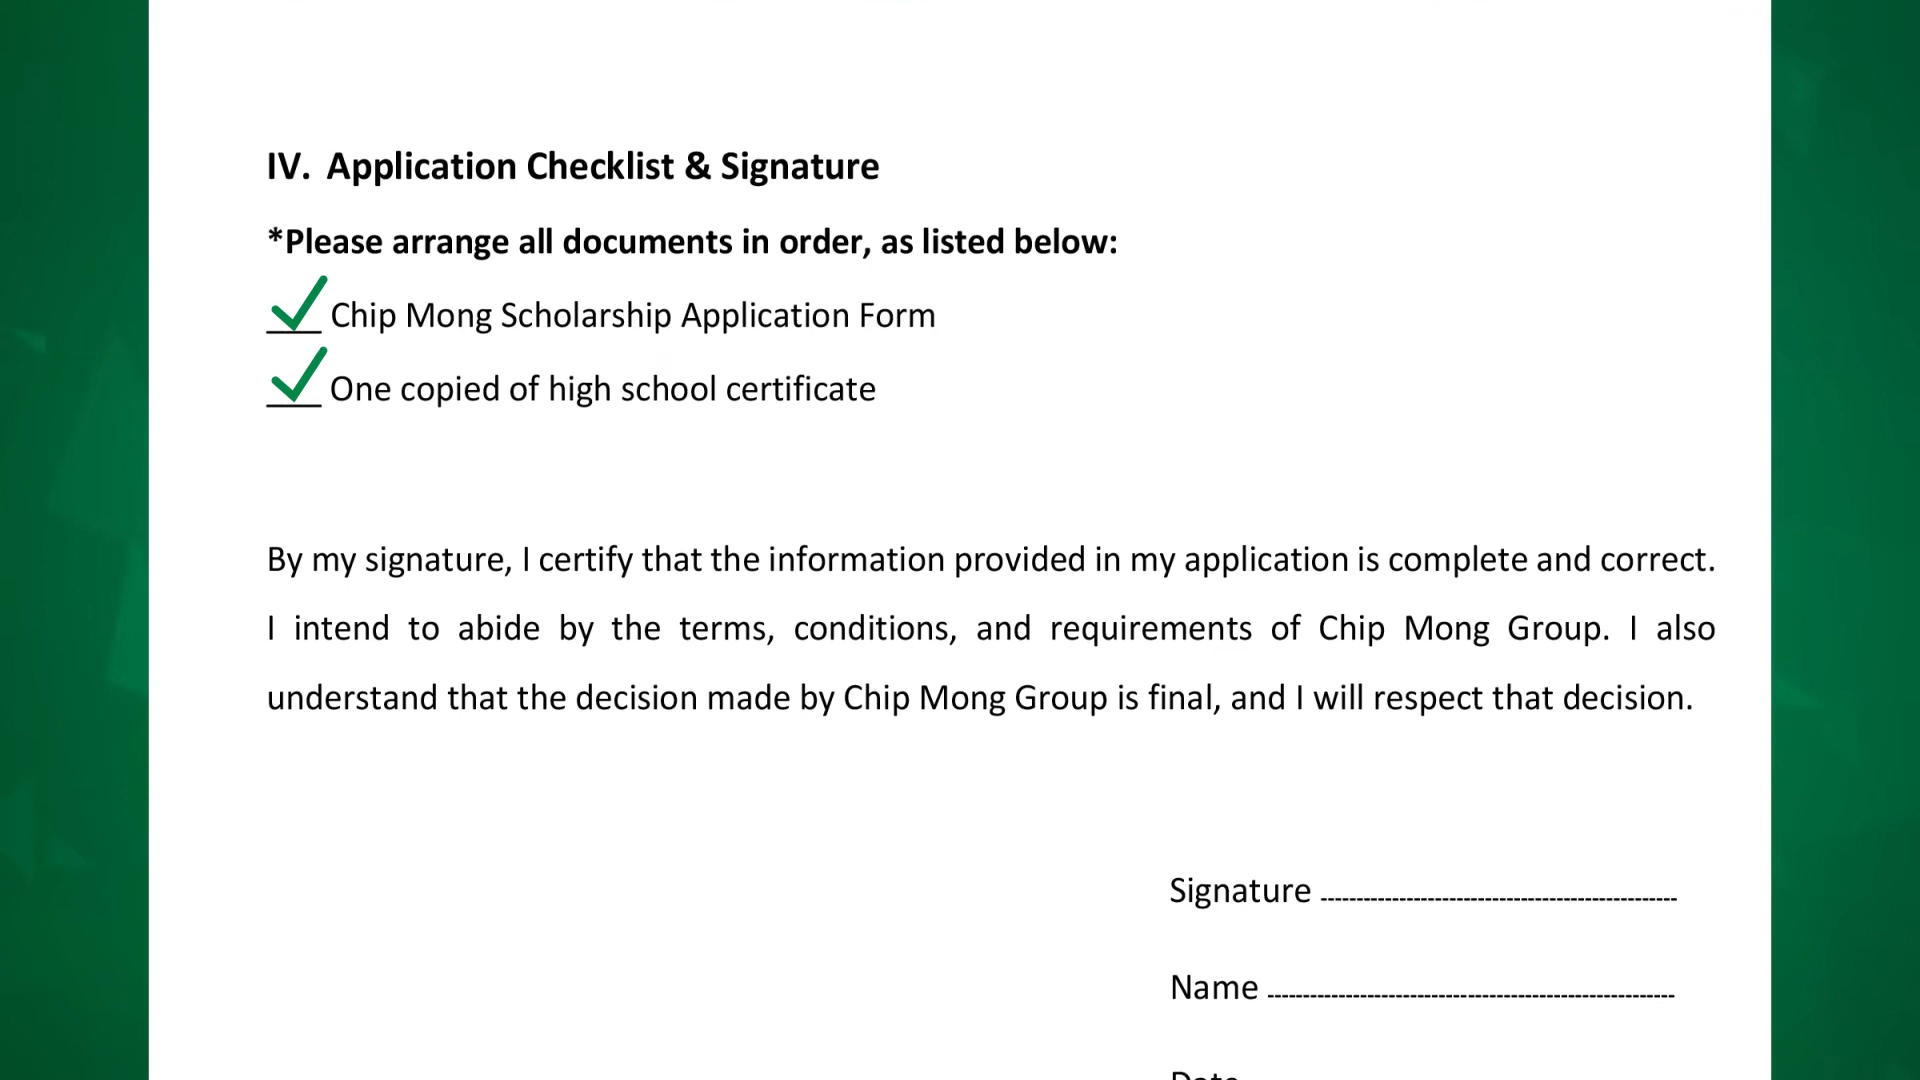 IV. Application Checklist & Signature
*Please arrange all documents in order, as listed below:
Chip Mong Scholarship Application Form
One copied of high school certificate
By my signature, I certify that the information provided in my application is complete and correct.
I intend to abide by the terms, conditions, and requirements of Chip Mong Group. I also
understand that the decision made by Chip Mong Group is final, and I will respect that decision.
Signature
Name
Date